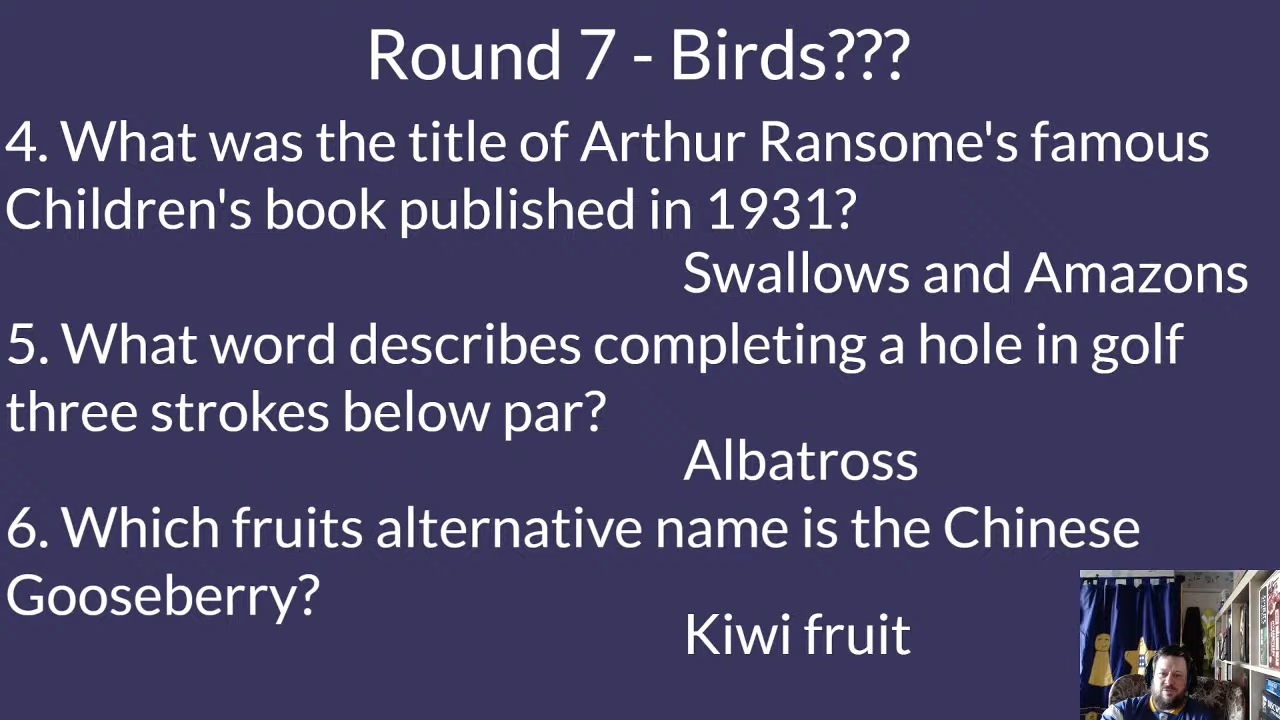 Round 7 - Birds???
4. What was the title of Arthur Ransome's famous
Children's book published in 1931?
Swallows and Amazons
5. What word describes completing a hole in golf
three strokes below par?
Albatross
6. Which fruits alternative name is the Chinese
Gooseberry?
Kiwi fruit